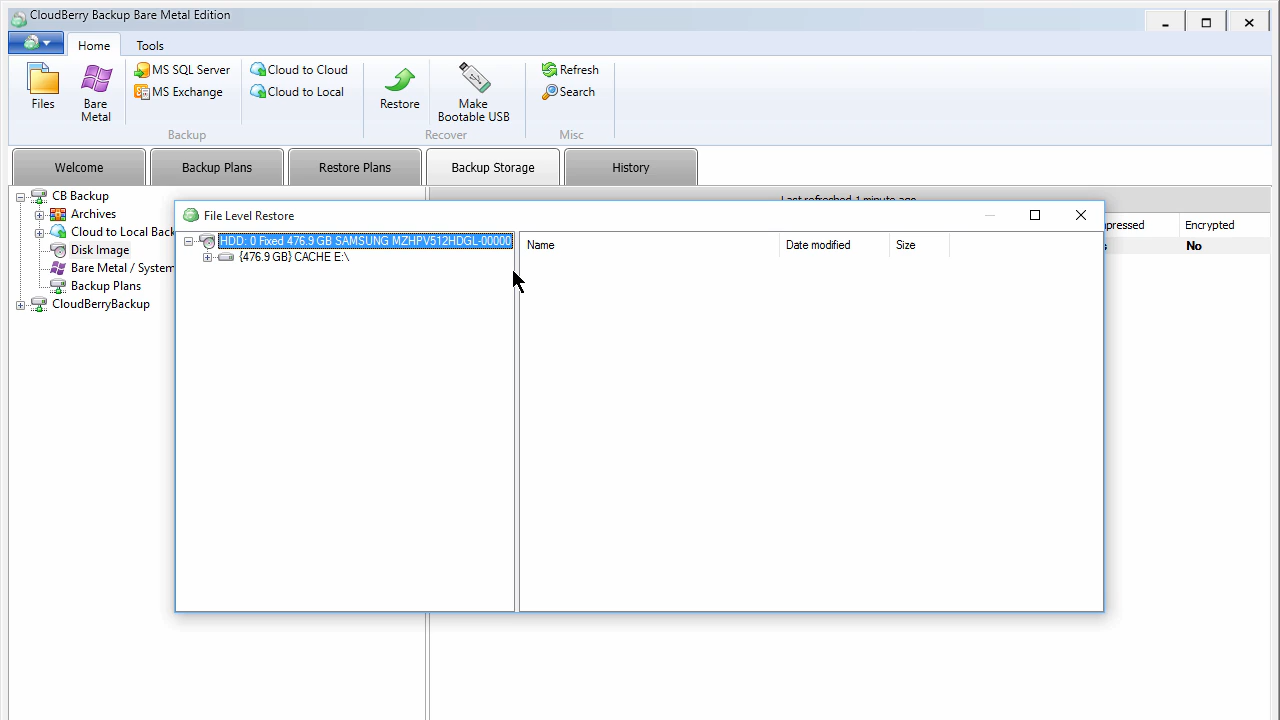 CloudBerry Backup Bare Metal Edition
Home
Tools
Files
Bare
Metal
MS SQL Server
MS Exchange
Backup
Cloud to Cloud
Cloud to Local
Restore
Make
Bootable USB
Recover
Refresh
Search
Misc
Welcome
Backup Plans
Restore Plans
Backup Storage
History
CB Backup
Archives
Cloud to Local Back
Disk Image
Bare Metal / System
Backup Plans
CloudBerryBackup
Last refreshed 1 minute ago
pressed
Encrypted
No
File Level Restore
HDD: 0 Fixed 476.9 GB SAMSUNG MZHPV512HDGL-00000
{476.9 GB} CACHE E:\
Name
Date modified
Size